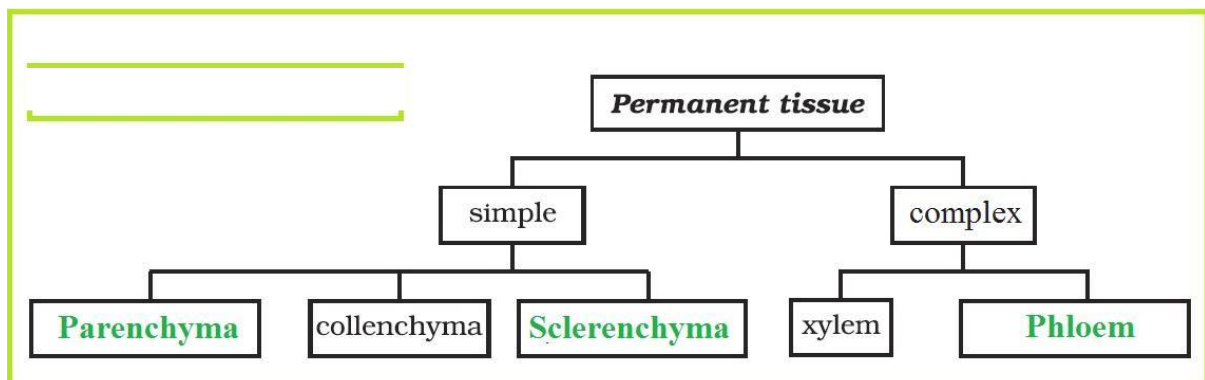 Permanent tissue
simple
complex
Parenchyma
collenchyma
Sclerenchyma
xylem
Phloem